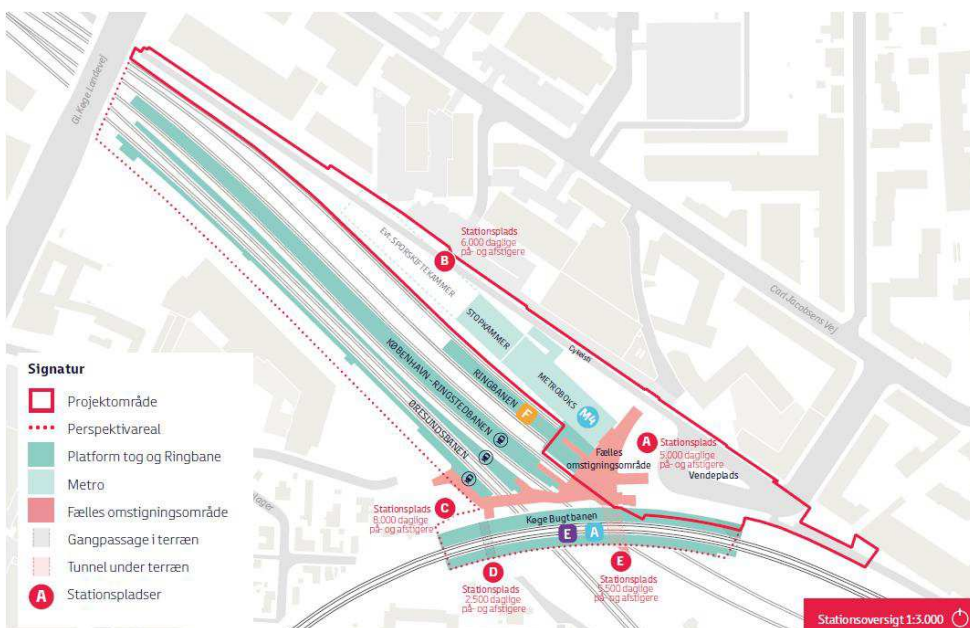 Gl. Køge Landevej
Stationsplads
6.000 daglige
på- og afstigere
B
Evt. SPORSKIFTEKAMMER
STOPKAMMER
Cykelsti
METROBOKS
M4
Carl Jacobsens Vej
KØBENHAVN - RINGSTEDBANEN
RINGBANEN
F
ØRESUNDSBANEN
A
Stationsplads
5.000 daglige
på- og afstigere
Fælles
omstigningsområde
Vendeplads
Stationsplads
8.000 daglige
på- og afstigere
C
Køge Bugtbanen
E
A
D
Stationsplads
2.500 daglige
på- og afstigere
E
Stationsplads
5.500 daglige
på- og afstigere
Signatur
Projektområde
Perspektivareal
Platform tog og Ringbane
Metro
Fælles omstigningsområde
Gangpassage i terræn
Tunnel under terræn
A
Stationspladser
Stationsoversigt 1:3.000